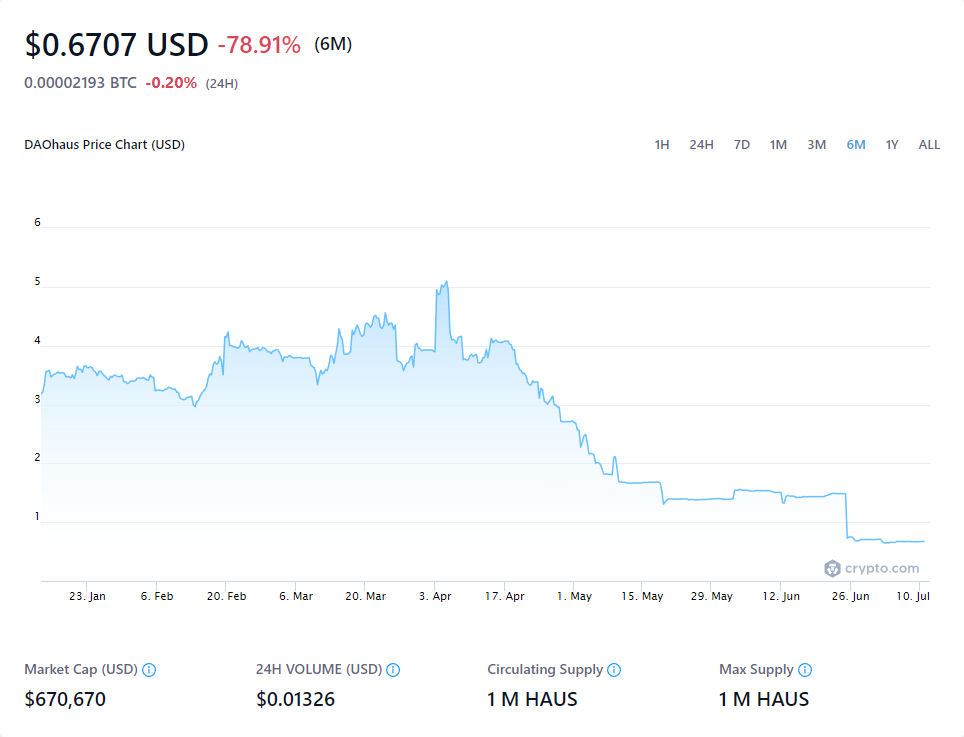 $0.6707 USD -78.91% (6M)
0.00002193 BTC -0.20% (24H)
DAOhaus Price Chart (USD) 1H 24H 7D 1M 3M 6M 1Y ALL
6
5
4
3
2
1
crypto.com
23. Jan 6. Feb 20. Feb 6. Mar 20. Mar 3. Apr 17. Apr 1. May 15. May 29. May 12. Jun 26. Jun 10. Jul
Market Cap (USD) 24H VOLUME (USD) Circulating Supply Max Supply
$670,670 $0.01326 1 M HAUS 1 M HAUS